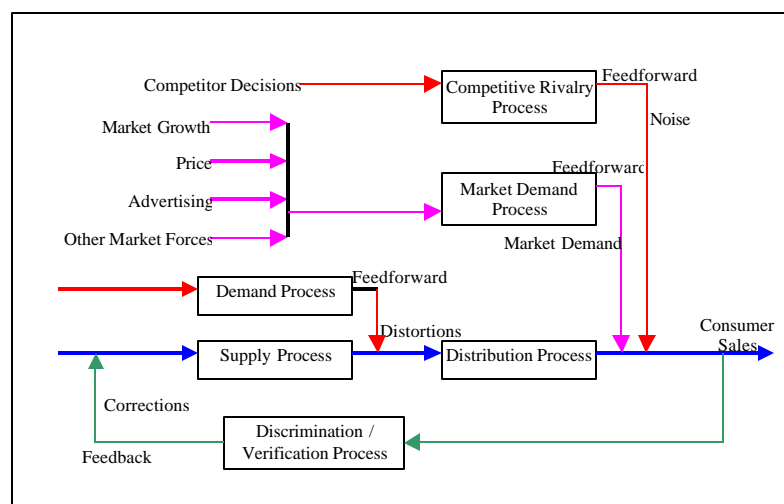 Competitor Decisions
Competitive Rivalry
Process
Feedforward
Noise
Market Growth
Price
Advertising
Other Market Forces
Market Demand
Process
Feedforward
Market Demand
Demand Process
Feedforward
Distortions
Supply Process
Distribution Process
Consumer
Sales
Corrections
Feedback
Discrimination /
Verification Process